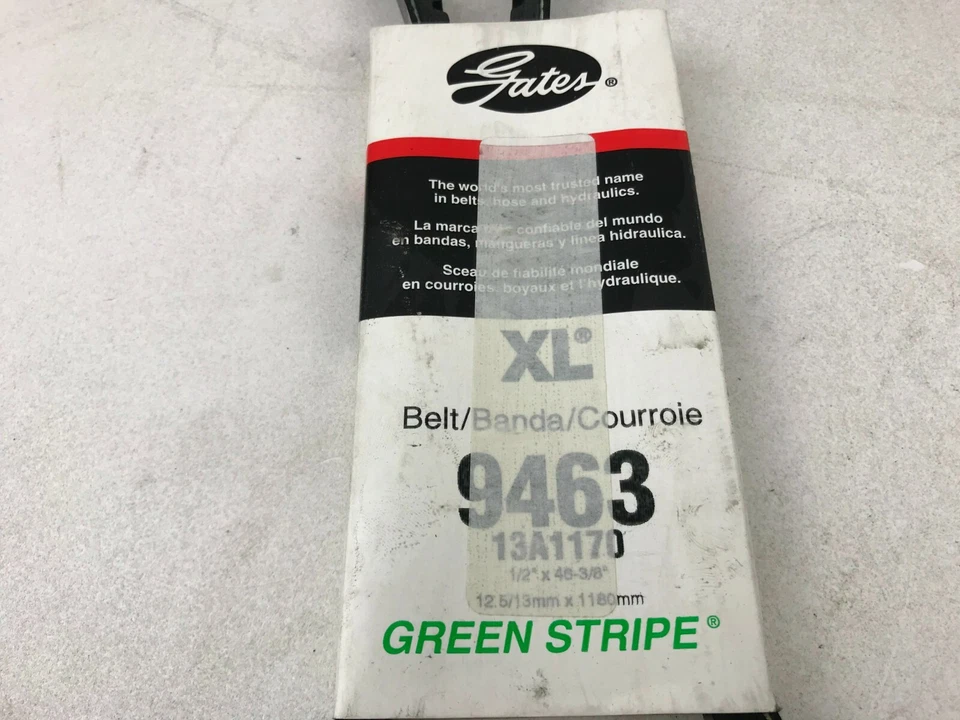 Gates®
The world's most trusted name
in belts, hose and hydraulics.
La marca más confiable del mundo
en bandas, mangueras y linea hidraulica.
Sceau de fiabilité mondiale
en courroies, boyaux et l'hydraulique.
XL®
Belt/Banda/Courroie
9463
13A1170
1/2" x 46-3/8"
12.5/13mm x 1180mm
GREEN STRIPE®